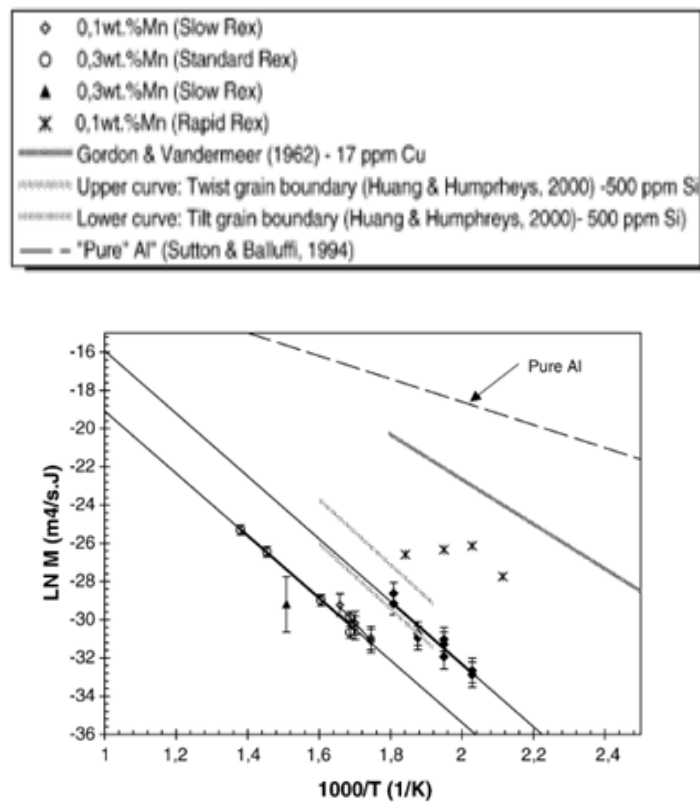 0,1wt.%Mn (Slow Rex)
0,3wt.%Mn (Standard Rex)
0,3wt.%Mn (Slow Rex)
0,1wt.%Mn (Rapid Rex)
Gordon & Vandermeer (1962) - 17 ppm Cu
Upper curve: Twist grain boundary (Huang & Humprheys, 2000) -500 ppm Si
Lower curve: Tilt grain boundary (Huang & Humphreys, 2000)- 500 ppm Si)
"Pure" Al" (Sutton & Balluffi, 1994)
-16
-18
-20
-22
-24
-26
-28
-30
-32
-34
-36
LN M (m4/s.J)
Pure Al
1
1,2
1,4
1,6
1,8
2
2,2
2,4
1000/T (1/K)